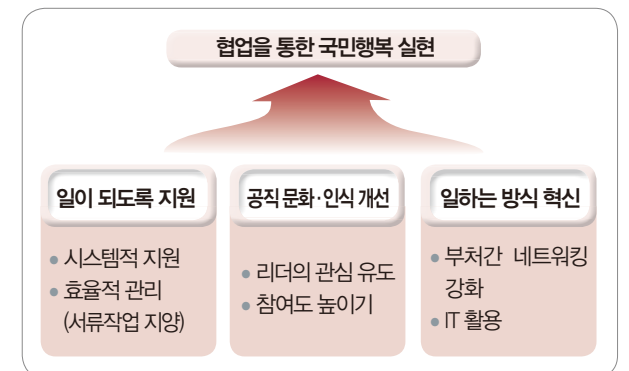 협업을 통한 국민행복 실현
일이 되도록 지원
• 시스템적 지원
• 효율적 관리
(서류작업 지양)
공직 문화·인식 개선
• 리더의 관심 유도
• 참여도 높이기
일하는 방식 혁신
• 부처간 네트워킹
강화
• IT 활용